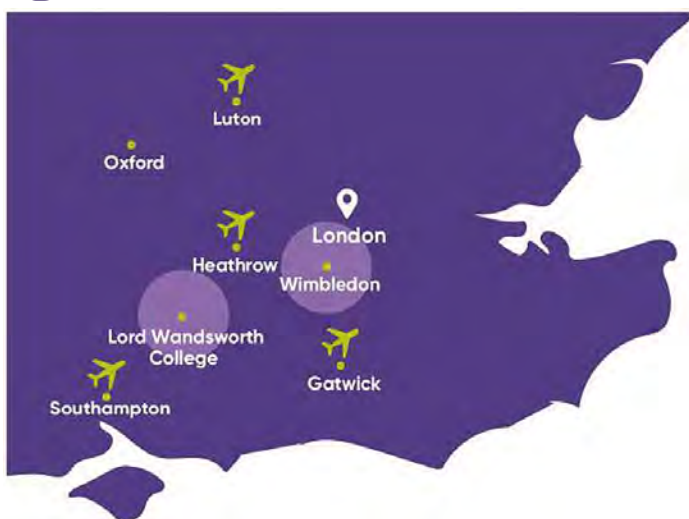 Luton
Oxford
London
Heathrow
Wimbledon
Lord Wandsworth
College
Gatwick
Southampton